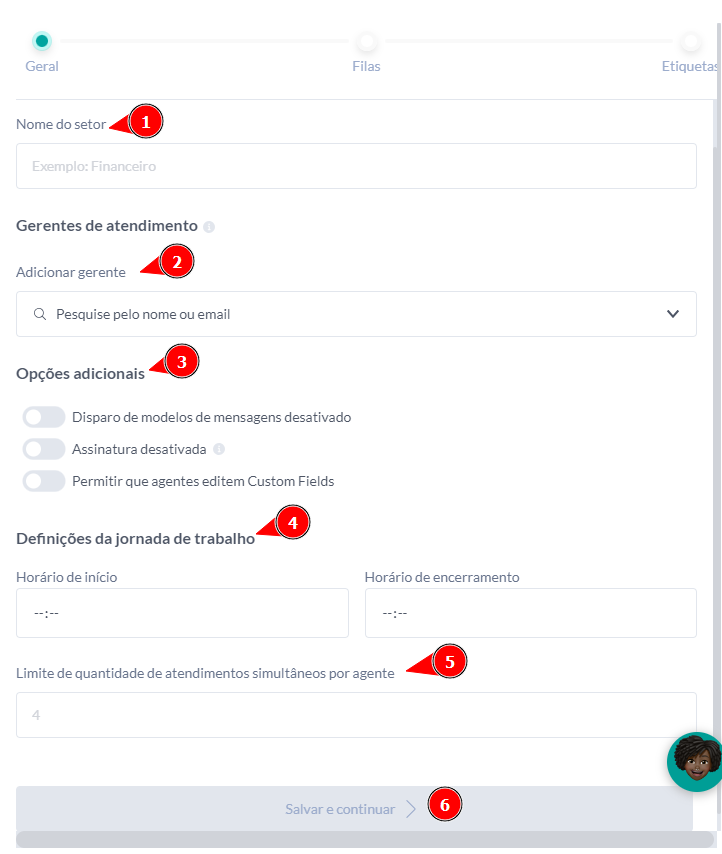 Geral Filas Etiquetas
Nome do setor 1
Exemplo: Financeiro
Gerentes de atendimento i
2
Adicionar gerente
Pesquise pelo nome ou email
3
Opções adicionais
Disparo de modelos de mensagens desativado
Assinatura desativada i
Permitir que agentes editem Custom Fields
4
Definições da jornada de trabalho
Horário de início Horário de encerramento
--:-- --:--
Limite de quantidade de atendimentos simultâneos por agente 5
4
Salvar e continuar 6